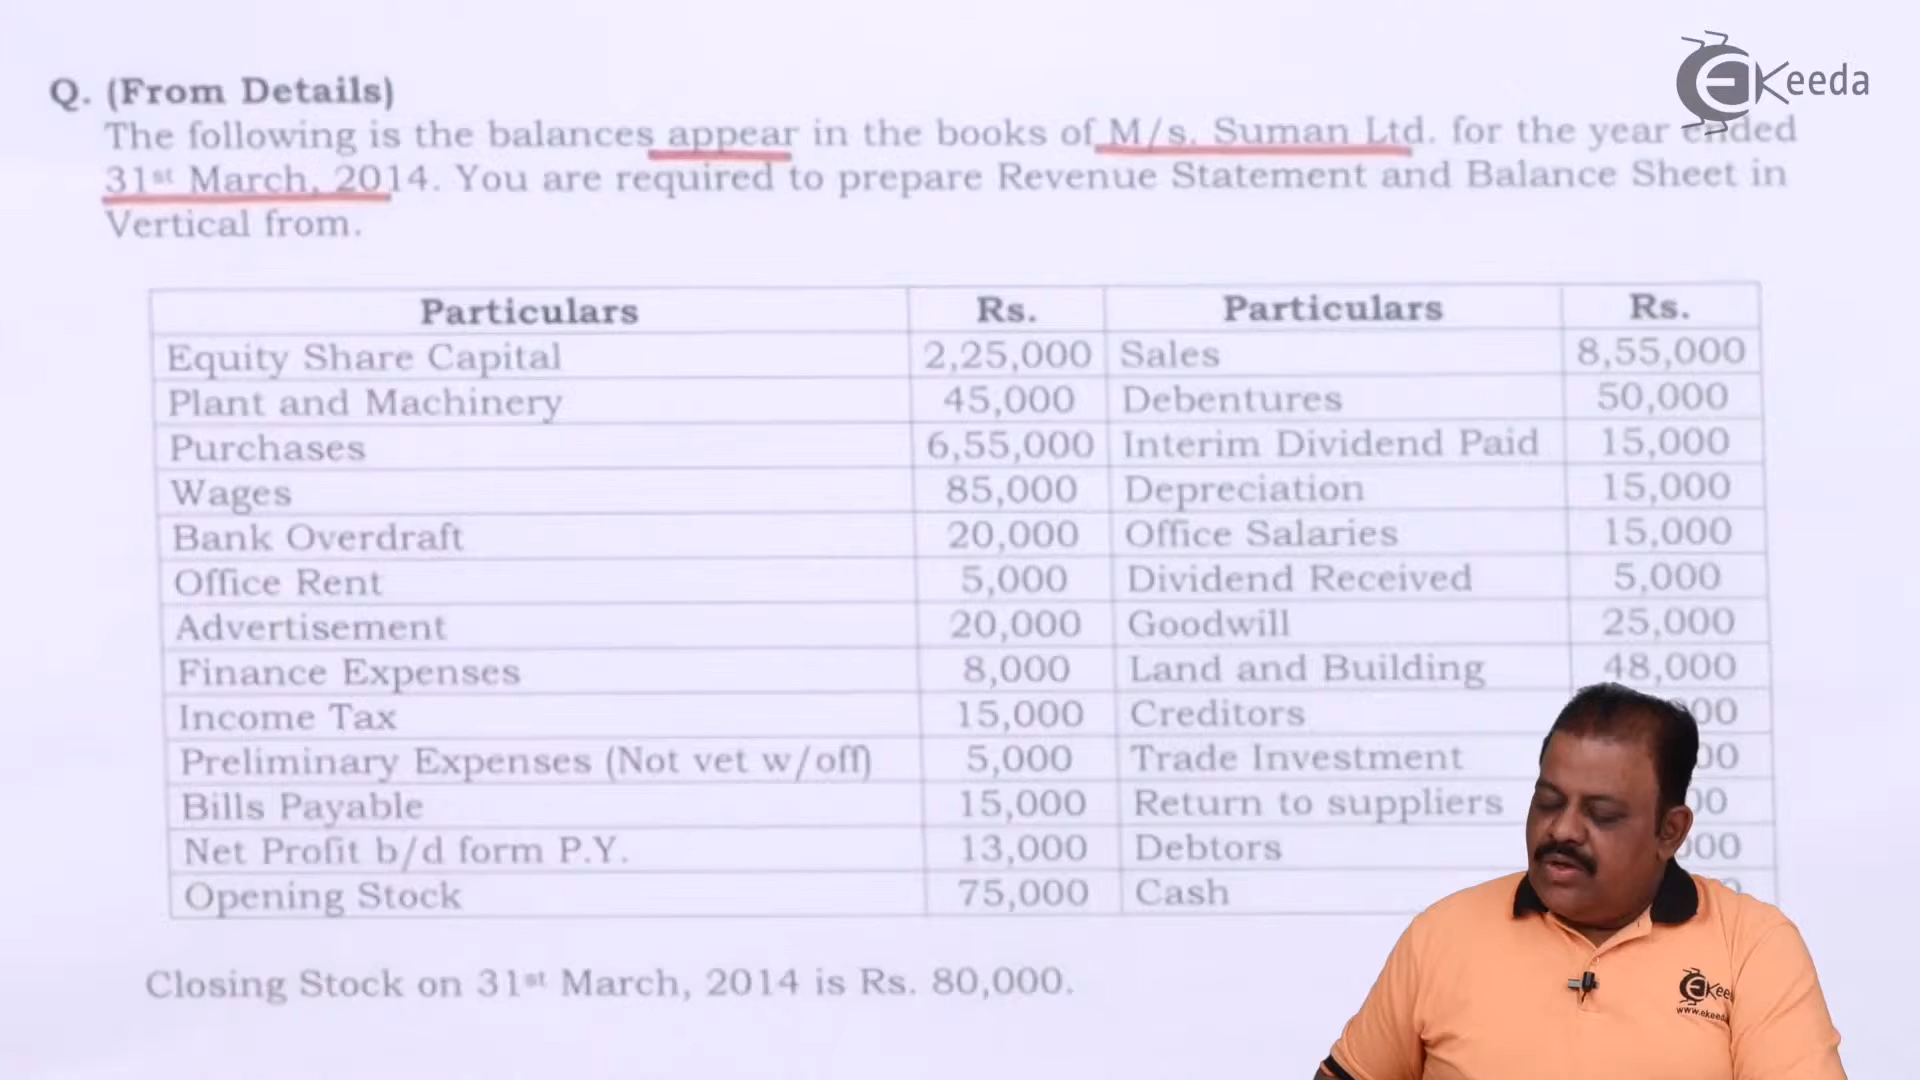 Keeda
Q. (From Details)
The following is the balances appear in the books of M/s. Suman Ltd. for the year ended
31st March, 2014. You are required to prepare Revenue Statement and Balance Sheet in
Vertical from.
Particulars Rs. Particulars Rs.
Equity Share Capital 2,25,000 Sales 8,55,000
Plant and Machinery 45,000 Debentures 50,000
Purchases 6,55,000 Interim Dividend Paid 15,000
Wages 85,000 Depreciation 15,000
Bank Overdraft 20,000 Office Salaries 15,000
Office Rent 5,000 Dividend Received 5,000
Advertisement 20,000 Goodwill 25,000
Finance Expenses 8,000 Land and Building 48,000
Income Tax 15,000 Creditors
Preliminary Expenses (Not vet w/off) 5,000 Trade Investment
Bills Payable 15,000 Return to suppliers
Net Profit b/d form P.Y. 13,000 Debtors
Opening Stock 75,000 Cash
Closing Stock on 31st March, 2014 is Rs. 80,000.